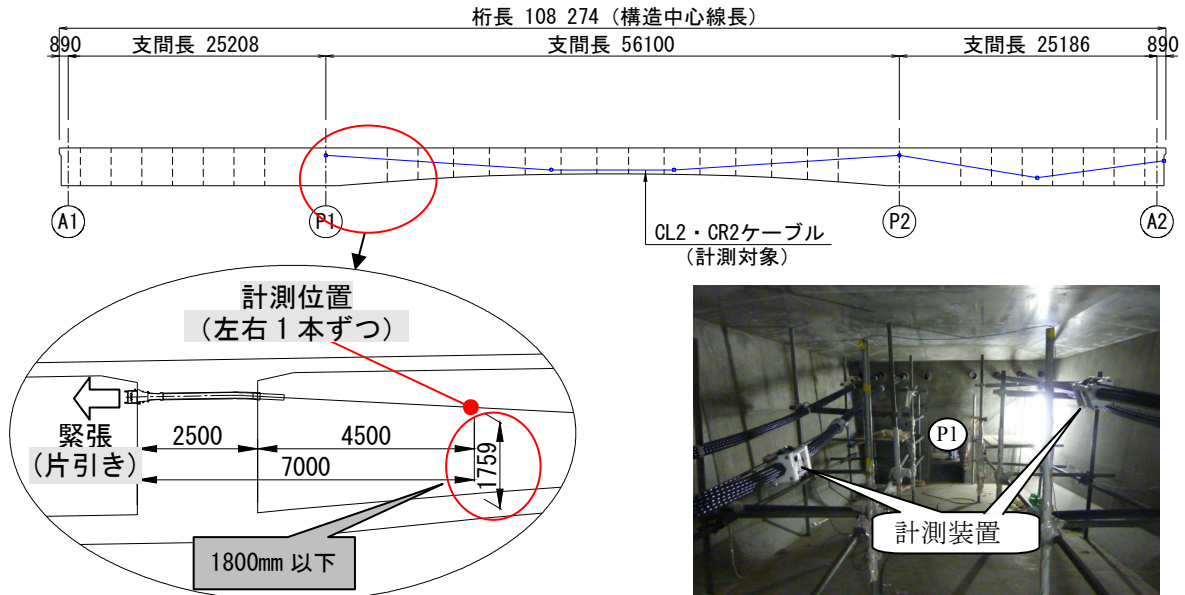 桁長 108 274 (構造中心線長)
890 支間長 25208 支間長 56100 支間長 25186 890
A1 P1 P2 A2
CL2・CR2ケーブル
(計測対象)
計測位置
(左右1本ずつ)
緊張
(片引き)
2500 4500
7000
1759
1800mm 以下
P1
計測装置